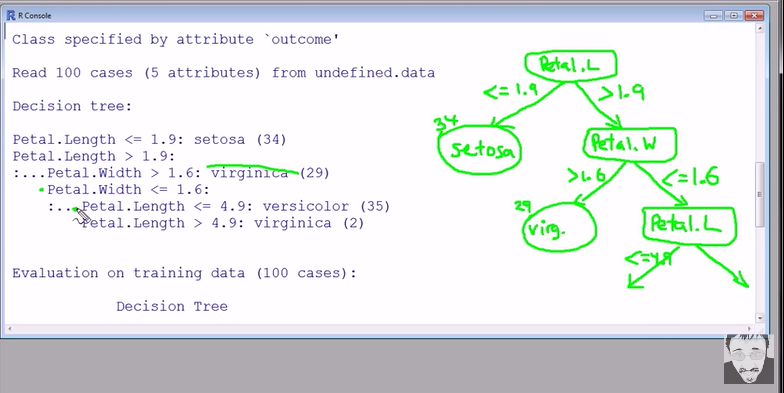 R Console
Class specified by attribute `outcome'
Read 100 cases (5 attributes) from undefined.data
Decision tree:
Petal.Length <= 1.9: setosa (34)
Petal.Length > 1.9:
:...Petal.Width > 1.6: virginica (29)
Petal.Width <= 1.6:
:...Petal.Length <= 4.9: versicolor (35)
Petal.Length > 4.9: virginica (2)
Evaluation on training data (100 cases):
Decision Tree
Petal.L
<= 1.9
>1.9
34
setosa
Petal.W
>1.6
<=1.6
29
virg.
Petal.L
<=4.9